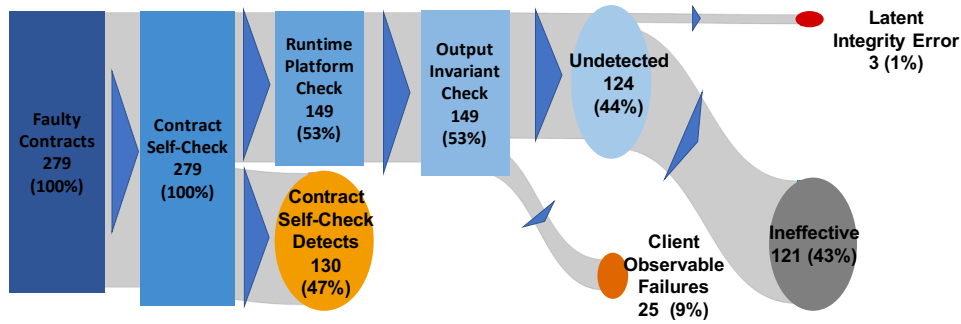 Faulty
Contracts
279
(100%)
Contract
Self-Check
279
(100%)
Runtime
Platform
Check
149
(53%)
Output
Invariant
Check
149
(53%)
Undetected
124
(44%)
Latent
Integrity Error
3 (1%)
Contract
Self-Check
Detects
130
(47%)
Client
Observable
Failures
25 (9%)
Ineffective
121 (43%)